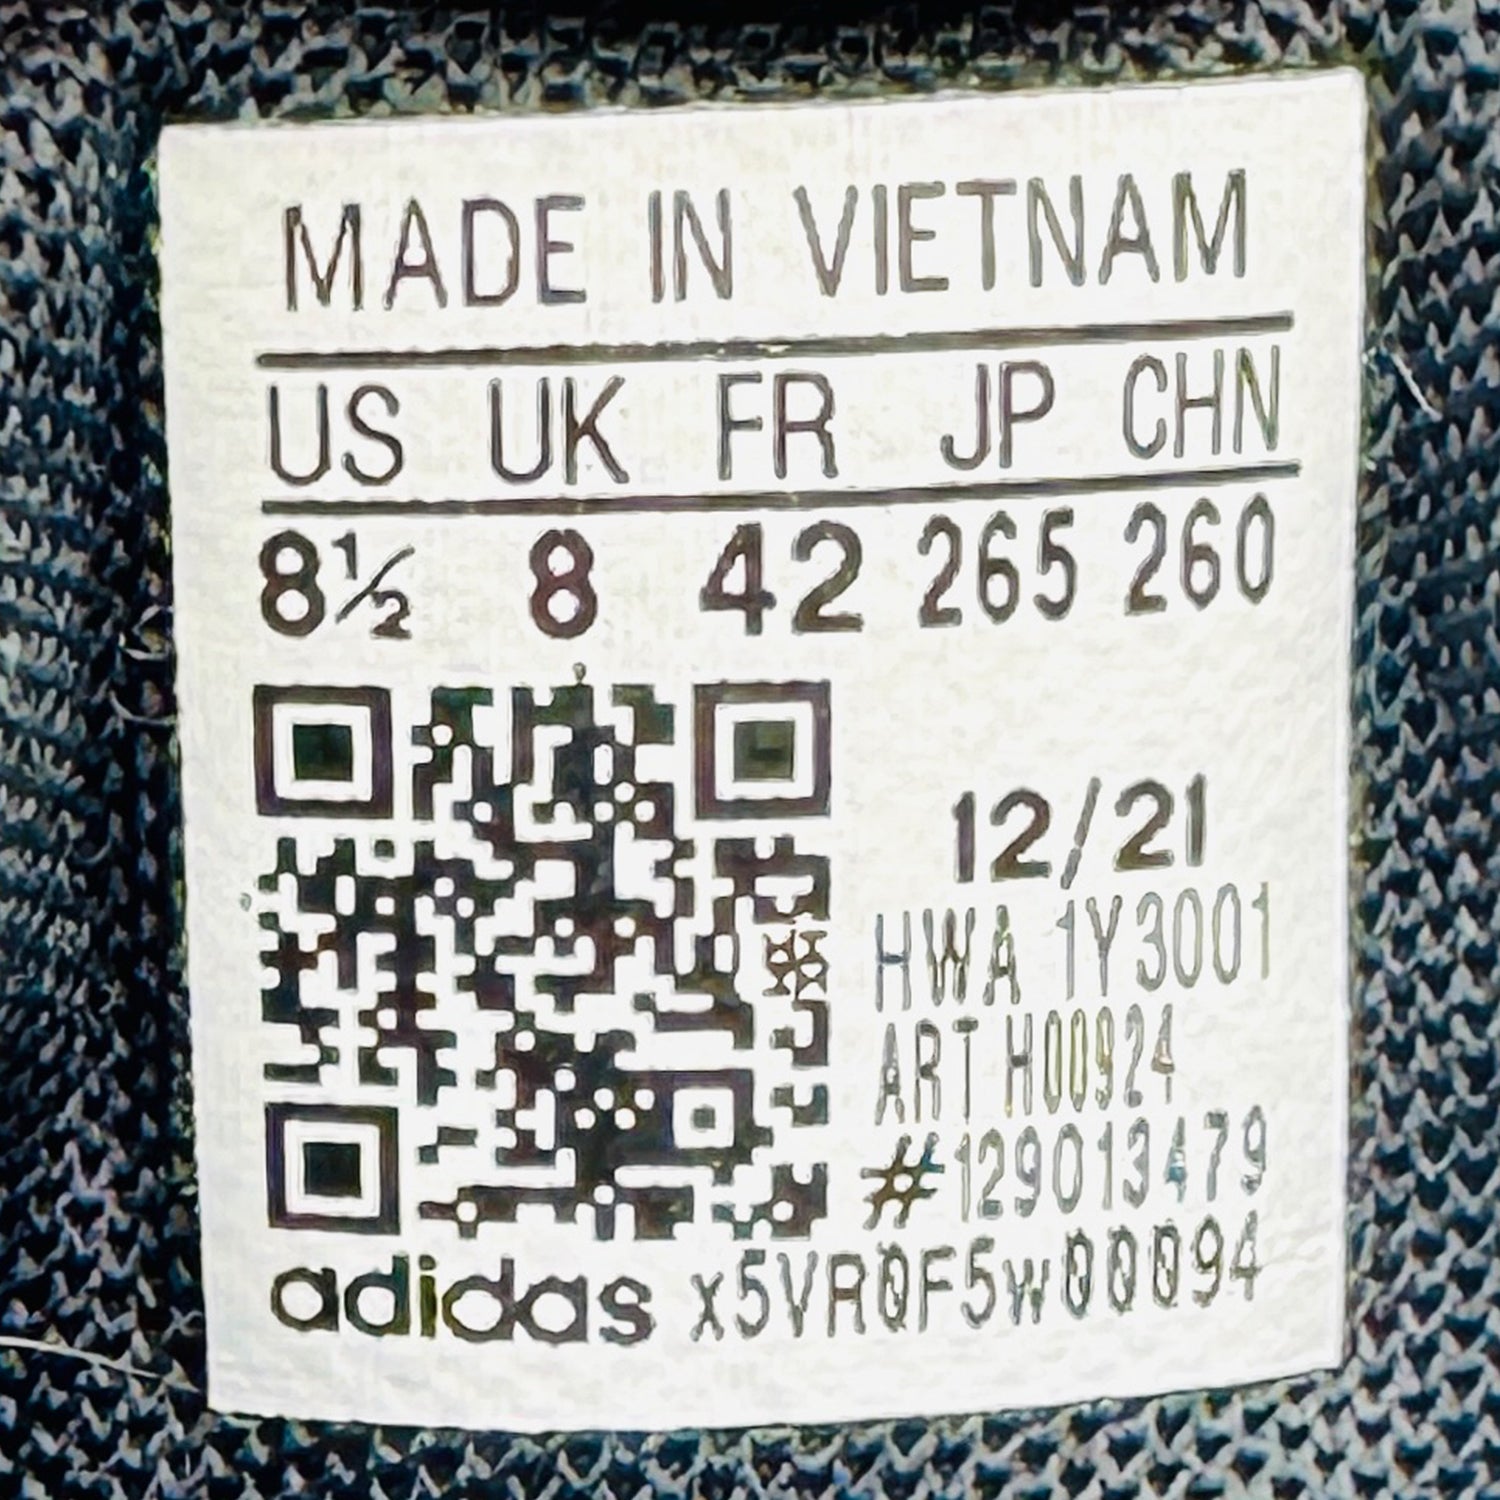 MADE IN VIETNAM
US UK FR JP CHN
8½ 8 42 265 260
12/21
HWA 1Y3001
ART H00924
#129013479
adidas x5VR0F5w00094